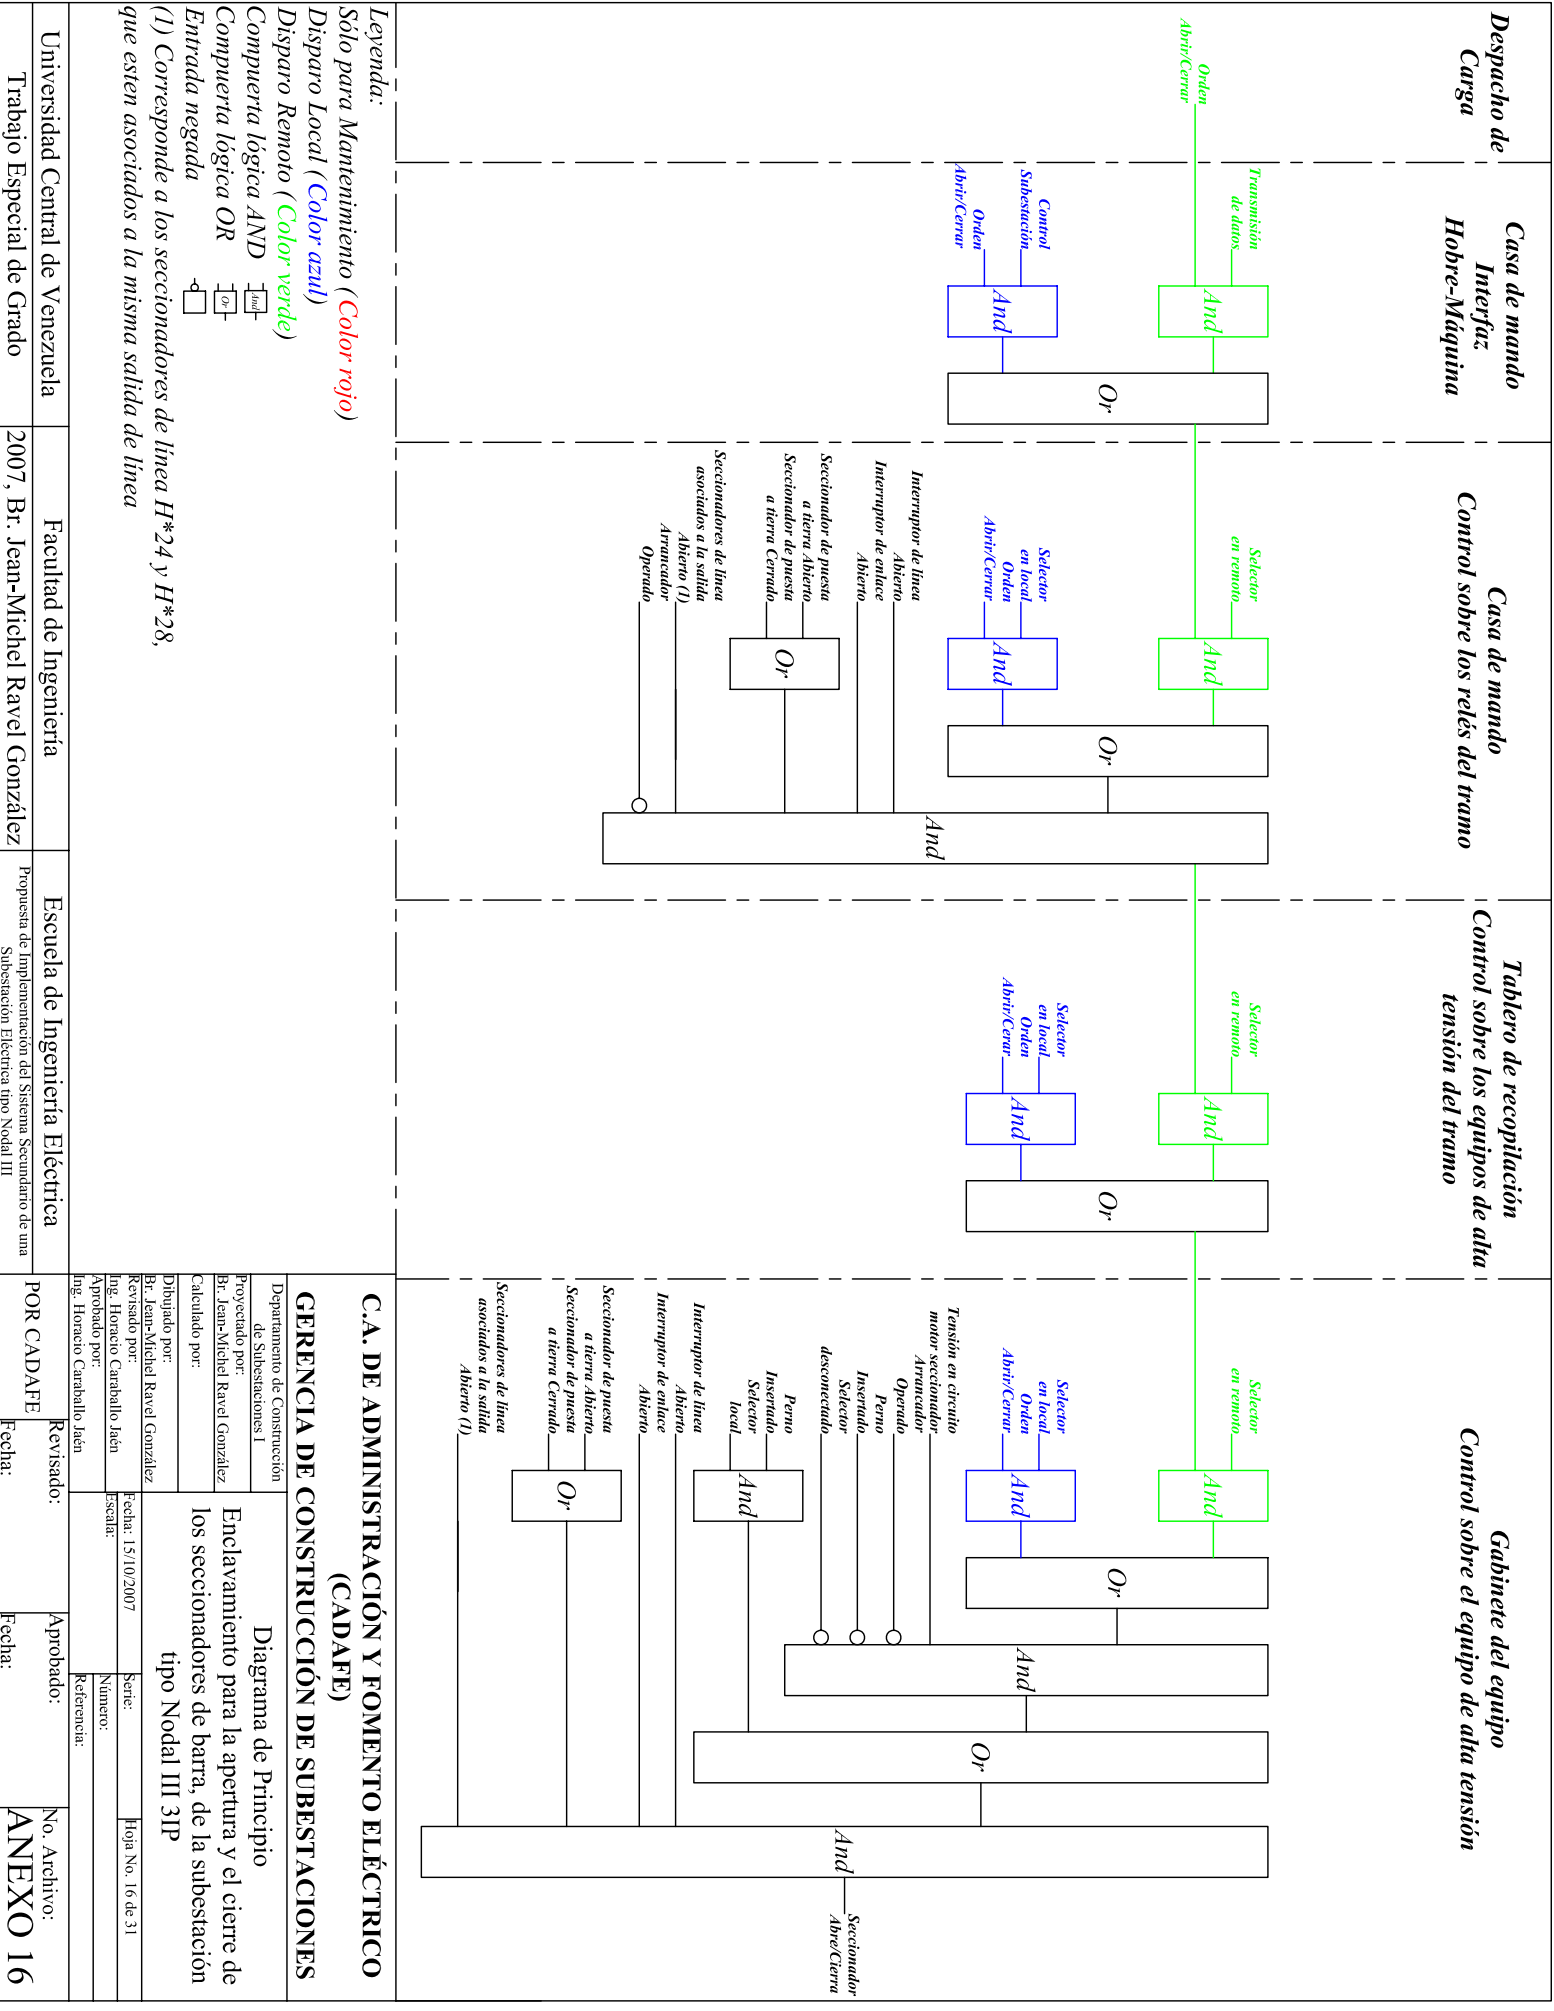 Despacho de
Carga
Casa de mando
Interfaz
Hobre-Máquina
Casa de mando
Control sobre los relés del tramo
Tablero de recopilación
Control sobre los equipos de alta
tensión del tramo
Gabinete del equipo
Control sobre el equipo de alta tensión
Orden
Abrir/Cerrar
Transmisión
de datos
And
Control
Subestación
Orden
Abrir/Cerrar
And
Or
Selector
en remoto
And
Selector
en local
Orden
Abrir/Cerrar
And
Or
Interruptor de línea
Abierto
Interruptor de enlace
Abierto
Seccionador de puesta
a tierra Abierto
Seccionador de puesta
a tierra Cerrado
Or
Seccionadores de línea
asociados a la salida
Abierto (1)
Arrancador
Operado
And
Selector
en remoto
And
Selector
en local
Orden
Abrir/Cerar
And
Or
Selector
en remoto
And
Selector
en local
Orden
Abrir/Cerrar
And
Or
Tensión en circuito
motor seccionador
Arrancador
Operado
Perno
Insertado
Selector
desconectado
And
Perno
Insertado
Selector
local
And
Or
Interruptor de línea
Abierto
Interruptor de enlace
Abierto
Seccionador de puesta
a tierra Abierto
Seccionador de puesta
a tierra Cerrado
Or
Seccionadores de línea
asociados a la salida
Abierto (1)
And
Seccionador
Abre/Cierra
Leyenda:
Sólo para Mantenimiento (Color rojo)
Disparo Local (Color azul)
Disparo Remoto (Color verde)
Compuerta lógica AND And
Compuerta lógica OR Or
Entrada negada
(1) Corresponde a los seccionadores de línea H*24 y H*28,
que esten asociados a la misma salida de línea
C.A. DE ADMINISTRACIÓN Y FOMENTO ELÉCTRICO
(CADAFE)
GERENCIA DE CONSTRUCCIÓN DE SUBESTACIONES
Departamento de Construcción
de Subestaciones I
Proyectado por:
Br. Jean-Michel Ravel González
Calculado por:
Dibujado por:
Br. Jean-Michel Ravel González
Revisado por:
Ing. Horacio Caraballo Jaén
Aprobado por:
Ing. Horacio Caraballo Jaén
Diagrama de Principio
Enclavamiento para la apertura y el cierre de
los seccionadores de barra, de la subestación
tipo Nodal III 3IP
Fecha: 15/10/2007
Escala:
Serie:
Hoja No. 16 de 31
Número:
Referencia:
Universidad Central de Venezuela
Facultad de Ingeniería
Escuela de Ingeniería Eléctrica
Trabajo Especial de Grado
2007, Br. Jean-Michel Ravel González
Propuesta de Implementación del Sistema Secundario de una
Subestación Eléctrica tipo Nodal III
POR CADAFE
Revisado:
Fecha:
Aprobado:
Fecha:
No. Archivo:
ANEXO 16